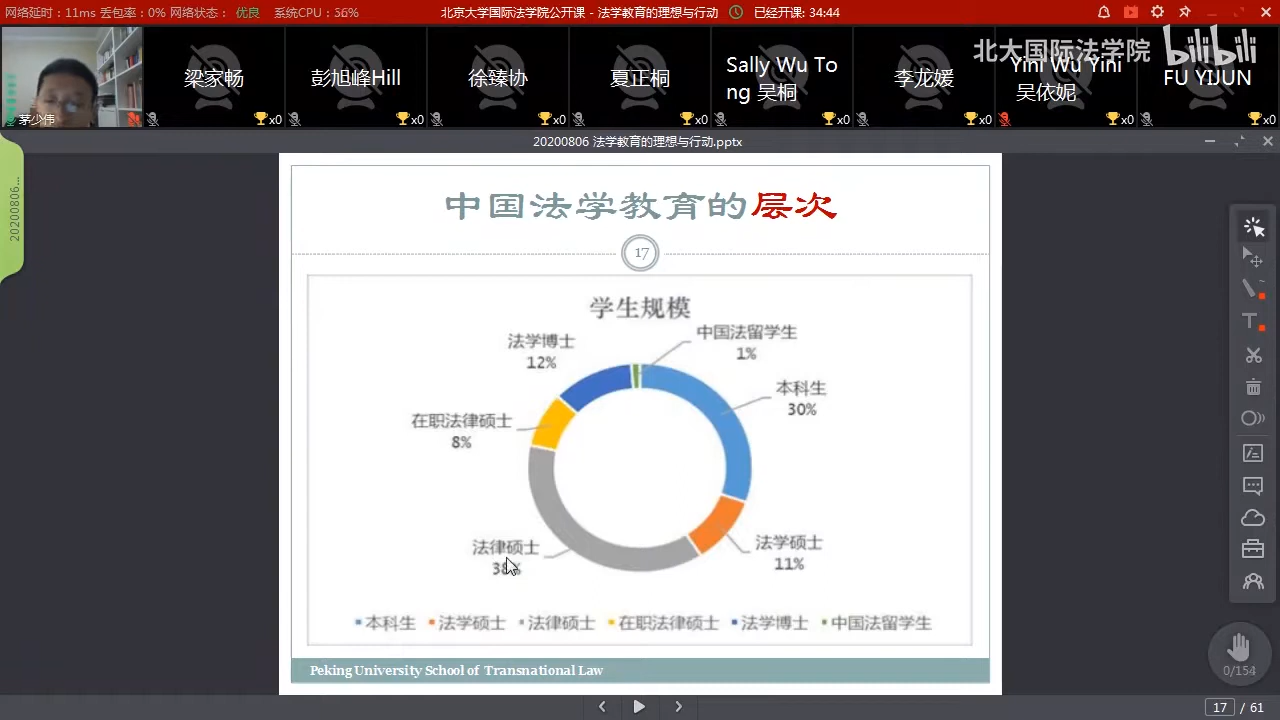 网络延时：11ms 丢包率：0% 网络状态： 优良 系统CPU：56%
北京大学国际法学院公开课 - 法学教育的理想与行动 已经开课: 34:44
北大国际法学院 bilibili
茅少伟
梁家畅
彭旭峰Hill
徐臻协
夏正桐
Sally Wu To
ng 吴桐
李龙媛
Yini Wu Yini
吴依妮
FU YIJUN
x0 x0 x0 x0 x0 x0 x0 x0
20200806 法学教育的理想与行动.pptx
20200806...
中国法学教育的层次
17
学生规模
中国法留学生
1%
法学博士
12%
本科生
30%
在职法律硕士
8%
法律硕士
38%
法学硕士
11%
本科生 法学硕士 法律硕士 在职法律硕士 法学博士 中国法留学生
Peking University School of Transnational Law
0/154
17 / 61